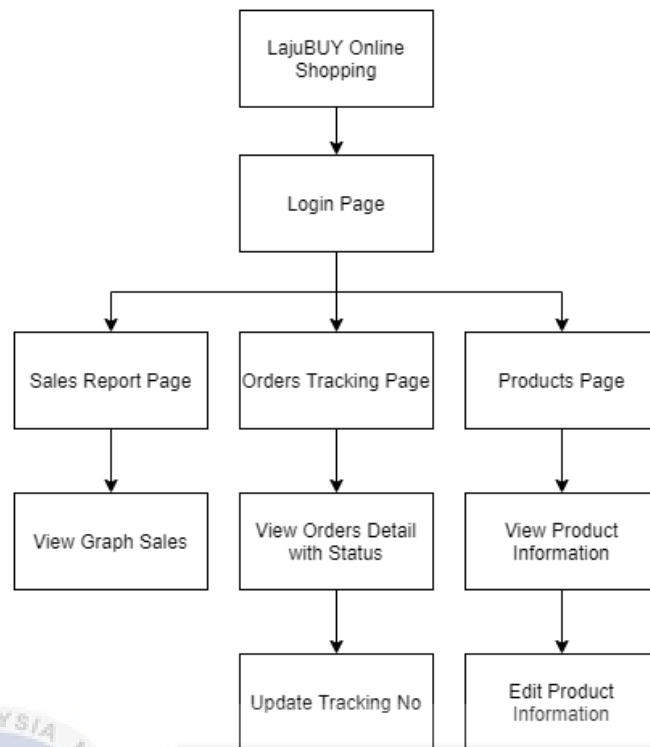 LajuBUY Online
Shopping
Login Page
Sales Report Page
Orders Tracking Page
Products Page
View Graph Sales
View Orders Detail
with Status
View Product
Information
Update Tracking No
Edit Product
Information